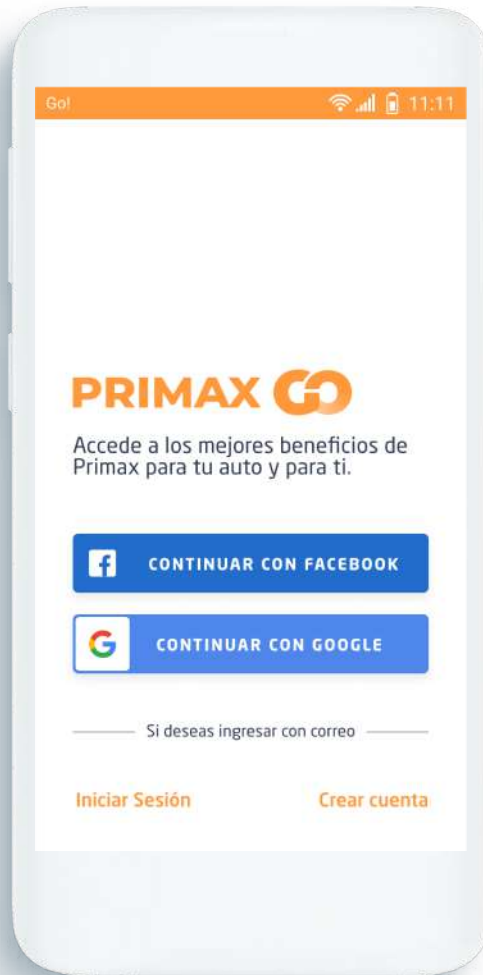 Go!
11:11
PRIMAX GO
Accede a los mejores beneficios de
Primax para tu auto y para ti.
CONTINUAR CON FACEBOOK
CONTINUAR CON GOOGLE
Si deseas ingresar con correo
Iniciar Sesión
Crear cuenta